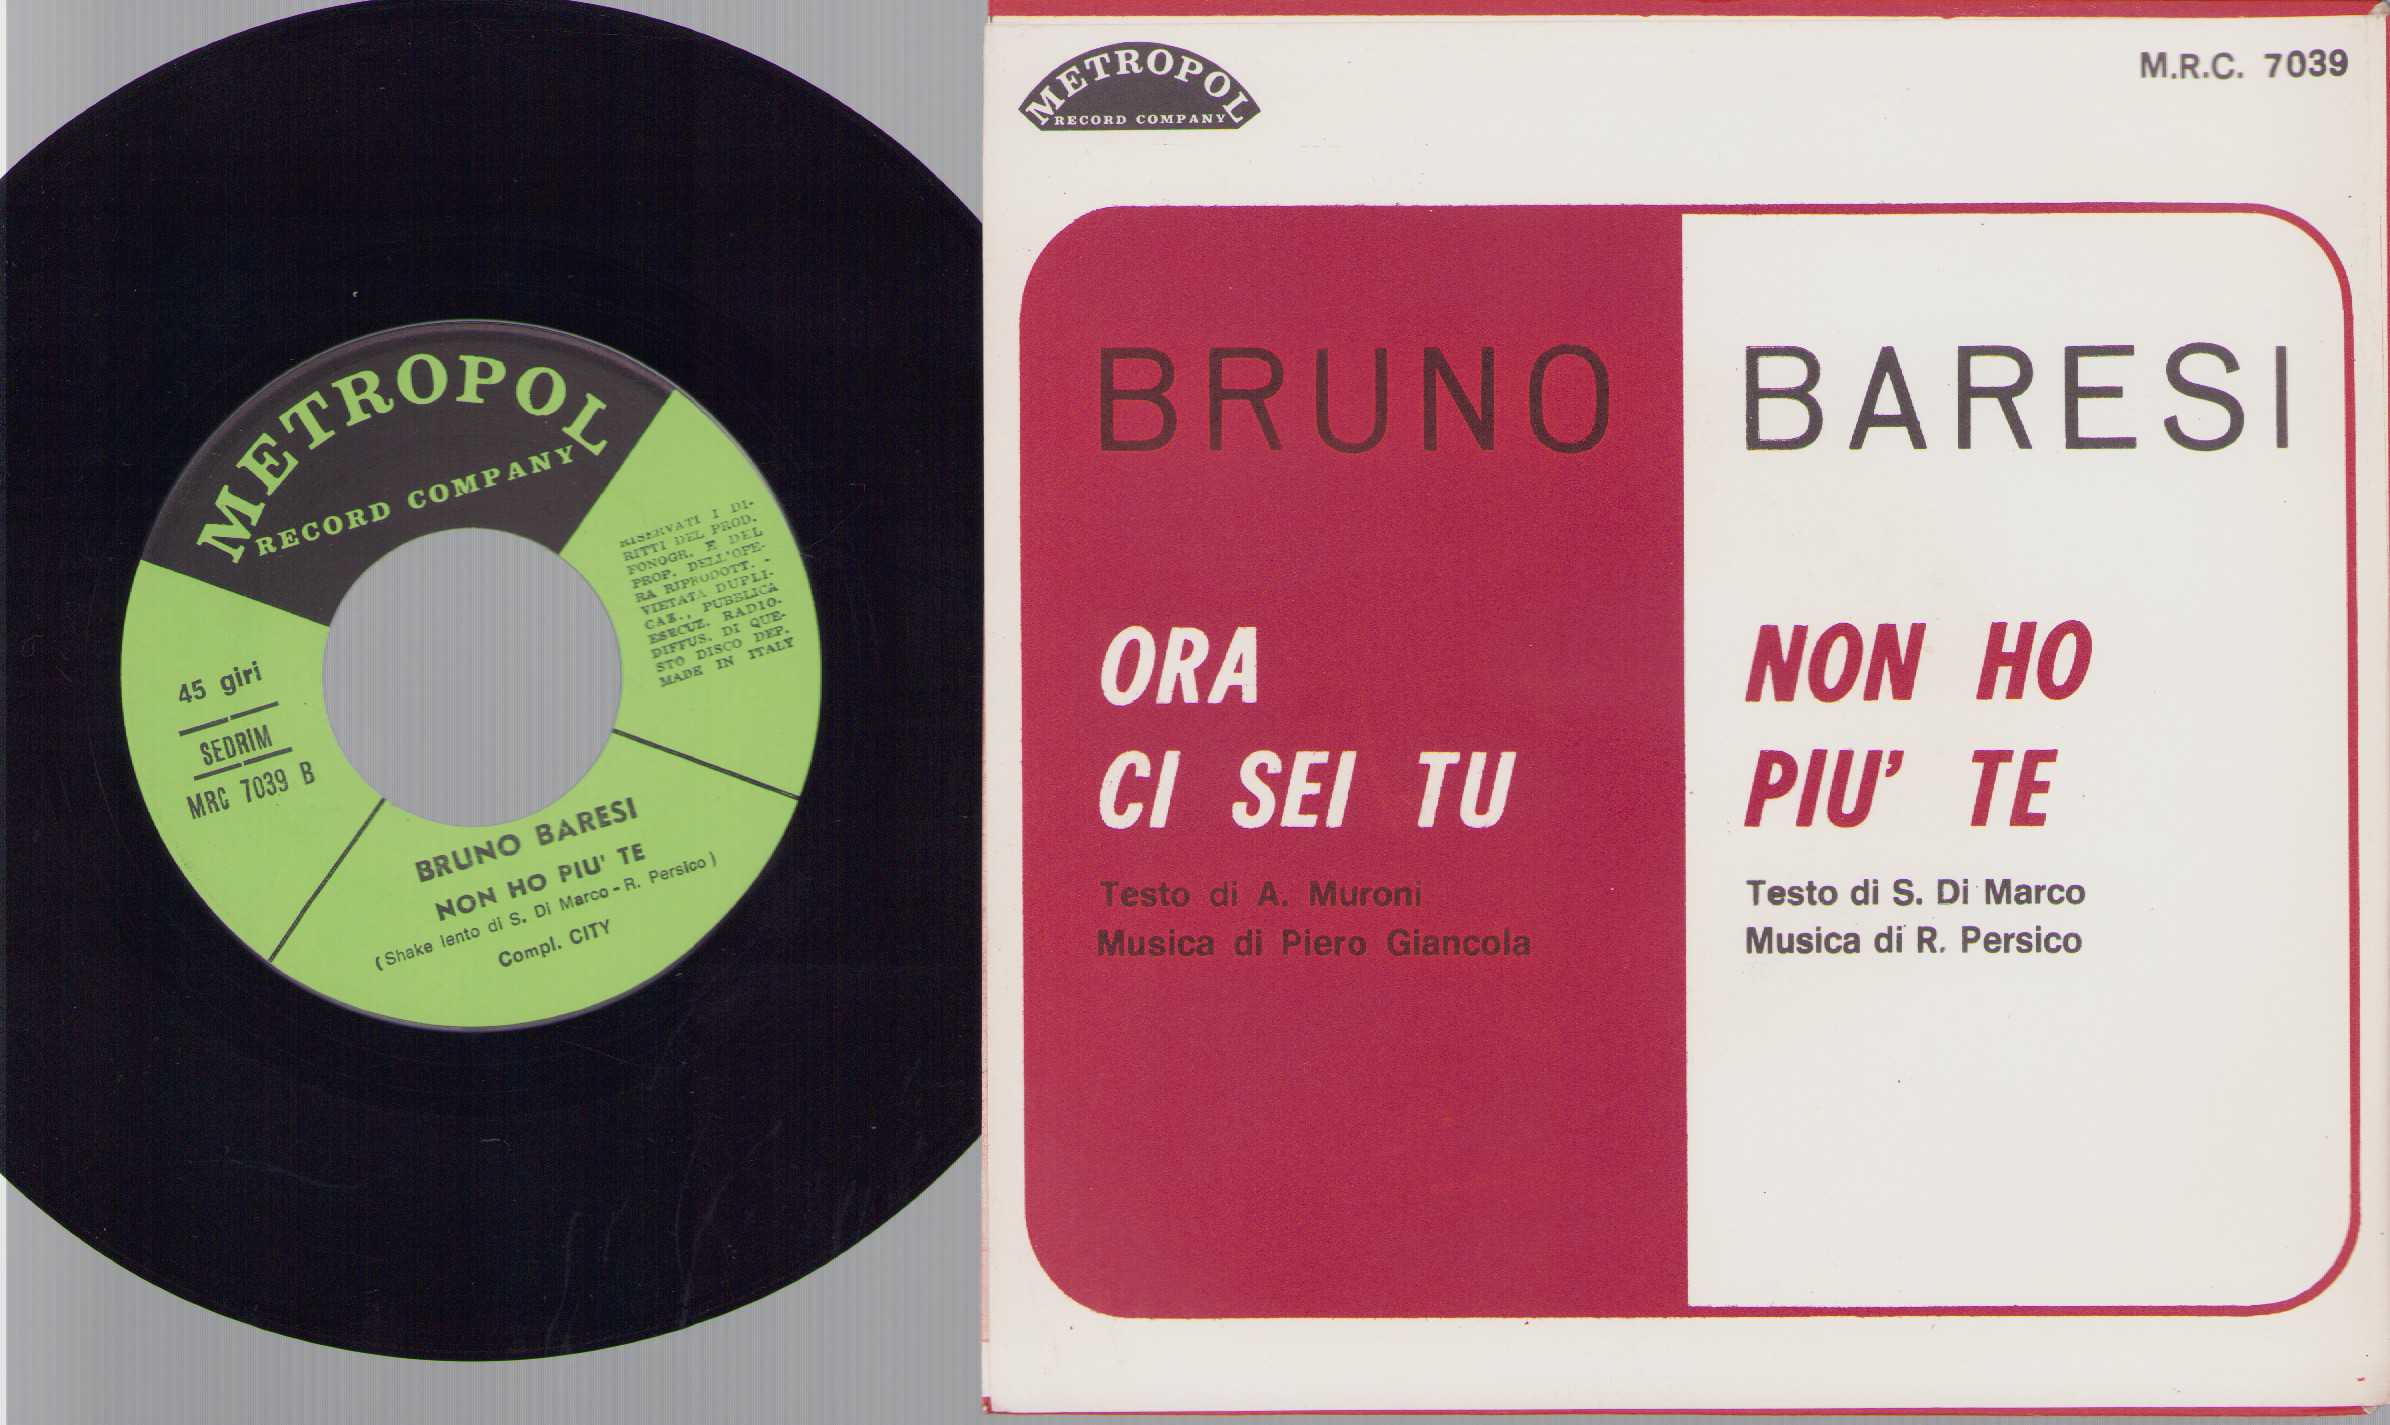 METROPOL
RECORD COMPANY
RISERVATI I DI-
RITTI DEL PROD.
FONOGR. E DEL
PROP. DELL'OPE-
RA RIPRODOTT. -
VIETATA DUPLI-
CAZ., PUBBLICA
ESECUZ. RADIO-
DIFFUS. DI QUE-
STO DISCO DEP.
MADE IN ITALY
45 giri
SEDRIM
MRC 7039 B
BRUNO BARESI
NON HO PIU' TE
(Shake lento di S. Di Marco - R. Persico)
Compl. CITY
METROPOL
RECORD COMPANY
M.R.C. 7039
BRUNO BARESI
ORA
CI SEI TU
Testo di A. Muroni
Musica di Piero Giancola
NON HO
PIU' TE
Testo di S. Di Marco
Musica di R. Persico